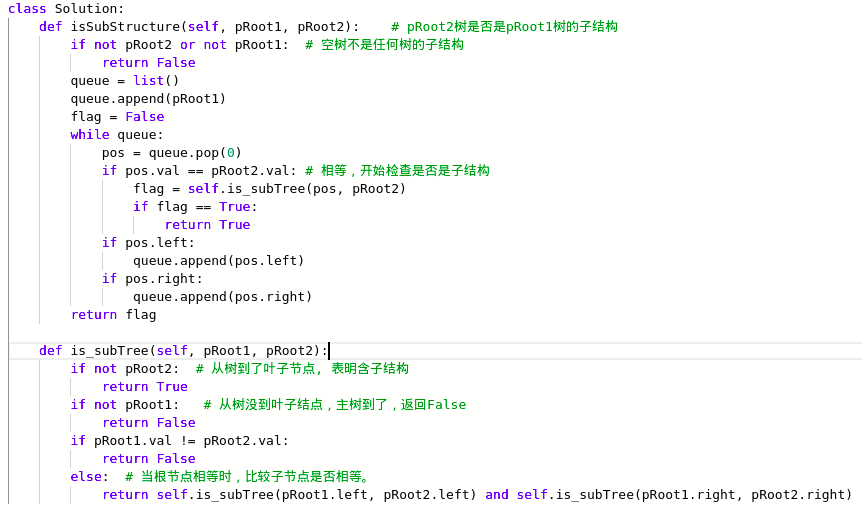 class Solution:
    def isSubStructure(self, pRoot1, pRoot2):    # pRoot2树是否是pRoot1树的子结构
        if not pRoot2 or not pRoot1:  # 空树不是任何树的子结构
            return False
        queue = list()
        queue.append(pRoot1)
        flag = False
        while queue:
            pos = queue.pop(0)
            if pos.val == pRoot2.val: # 相等，开始检查是否是子结构
                flag = self.is_subTree(pos, pRoot2)
                if flag == True:
                    return True
            if pos.left:
                queue.append(pos.left)
            if pos.right:
                queue.append(pos.right)
        return flag

    def is_subTree(self, pRoot1, pRoot2):
        if not pRoot2:  # 从树到了叶子节点, 表明含子结构
            return True
        if not pRoot1:   # 从树没到叶子结点，主树到了，返回False
            return False
        if pRoot1.val != pRoot2.val:
            return False
        else:  # 当根节点相等时，比较子节点是否相等。
            return self.is_subTree(pRoot1.left, pRoot2.left) and self.is_subTree(pRoot1.right, pRoot2.right)